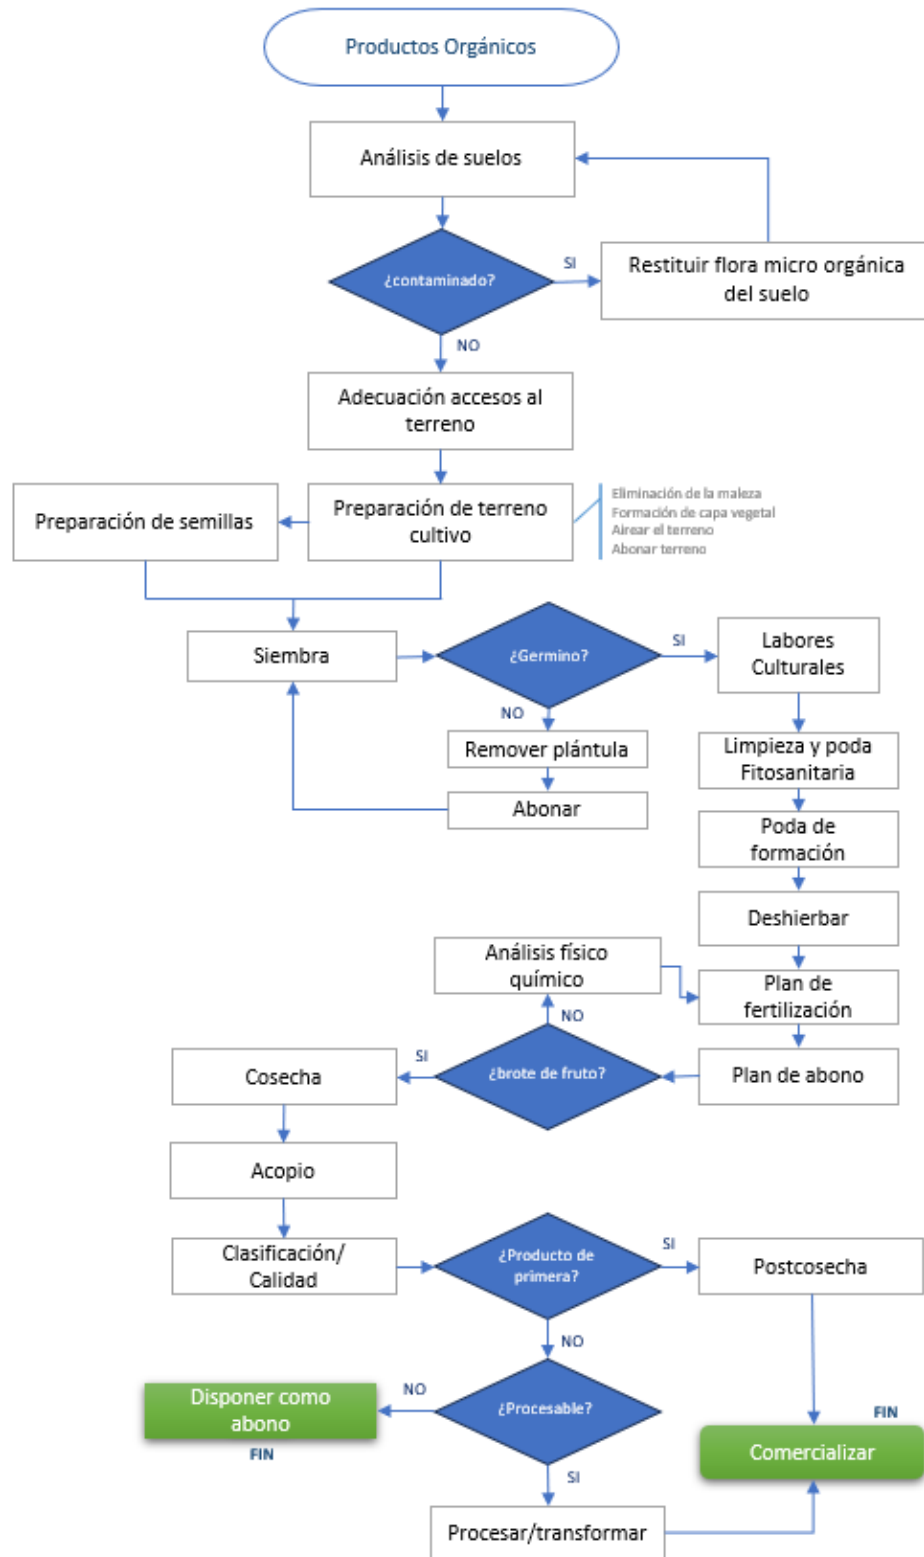 Productos Orgánicos
Análisis de suelos
¿contaminado?
SI
Restituir flora micro orgánica
del suelo
NO
Adecuación accesos al
terreno
Preparación de semillas
Preparación de terreno
cultivo
Eliminación de la maleza
Formación de capa vegetal
Airear el terreno
Abonar terreno
Siembra
¿Germino?
SI
Labores
Culturales
NO
Remover plántula
Abonar
Limpieza y poda
Fitosanitaria
Poda de
formación
Deshierbar
Análisis físico
químico
Plan de
fertilización
NO
¿brote de fruto?
SI
Plan de abono
Cosecha
Acopio
Clasificación/
Calidad
¿Producto de
primera?
SI
Postcosecha
NO
Disponer como
abono
NO
¿Procesable?
FIN
FIN
Comercializar
SI
Procesar/transformar